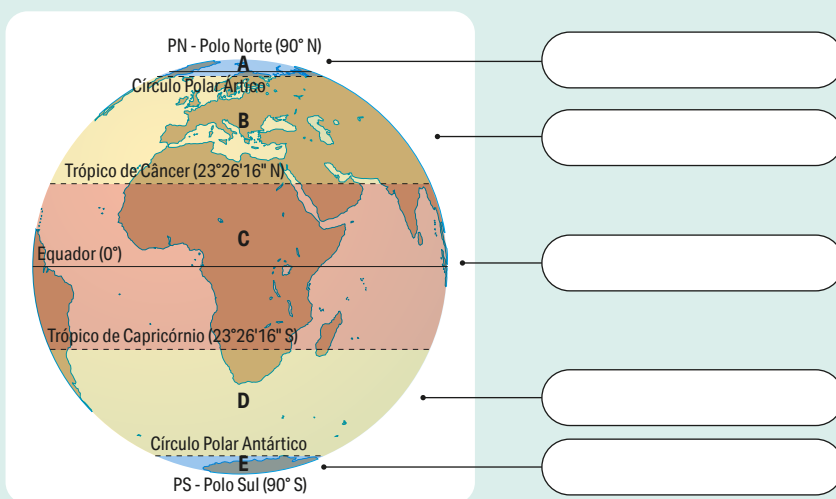 PN - Polo Norte (90° N)
A
Círculo Polar Ártico
B
Trópico de Câncer (23°26'16" N)
C
Equador (0°)
Trópico de Capricórnio (23°26'16" S)
D
Círculo Polar Antártico
E
PS - Polo Sul (90° S)